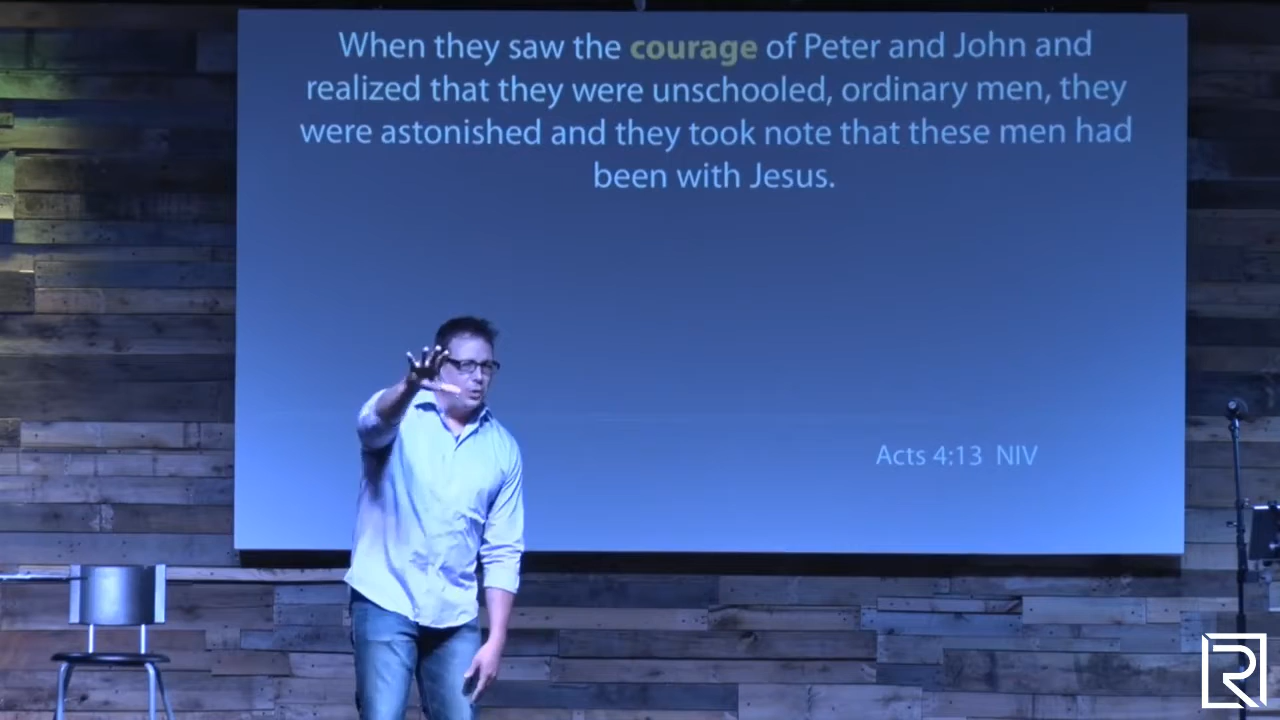 When they saw the courage of Peter and John and
realized that they were unschooled, ordinary men, they
were astonished and they took note that these men had
been with Jesus.
Acts 4:13 NIV
R